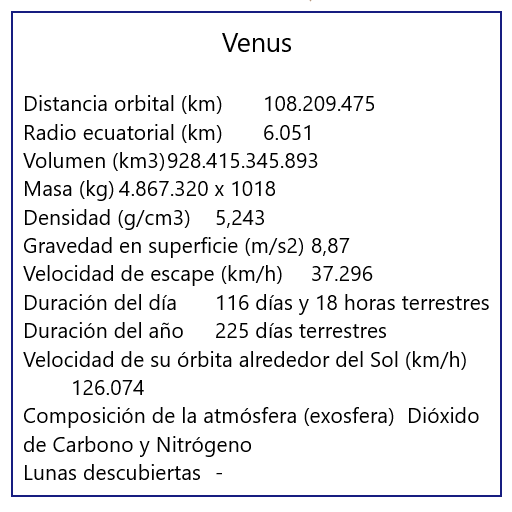 Venus
Distancia orbital (km) 108.209.475
Radio ecuatorial (km) 6.051
Volumen (km3) 928.415.345.893
Masa (kg) 4.867.320 x 1018
Densidad (g/cm3) 5,243
Gravedad en superficie (m/s2) 8,87
Velocidad de escape (km/h) 37.296
Duración del día 116 días y 18 horas terrestres
Duración del año 225 días terrestres
Velocidad de su órbita alrededor del Sol (km/h)
126.074
Composición de la atmósfera (exosfera) Dióxido
de Carbono y Nitrógeno
Lunas descubiertas -